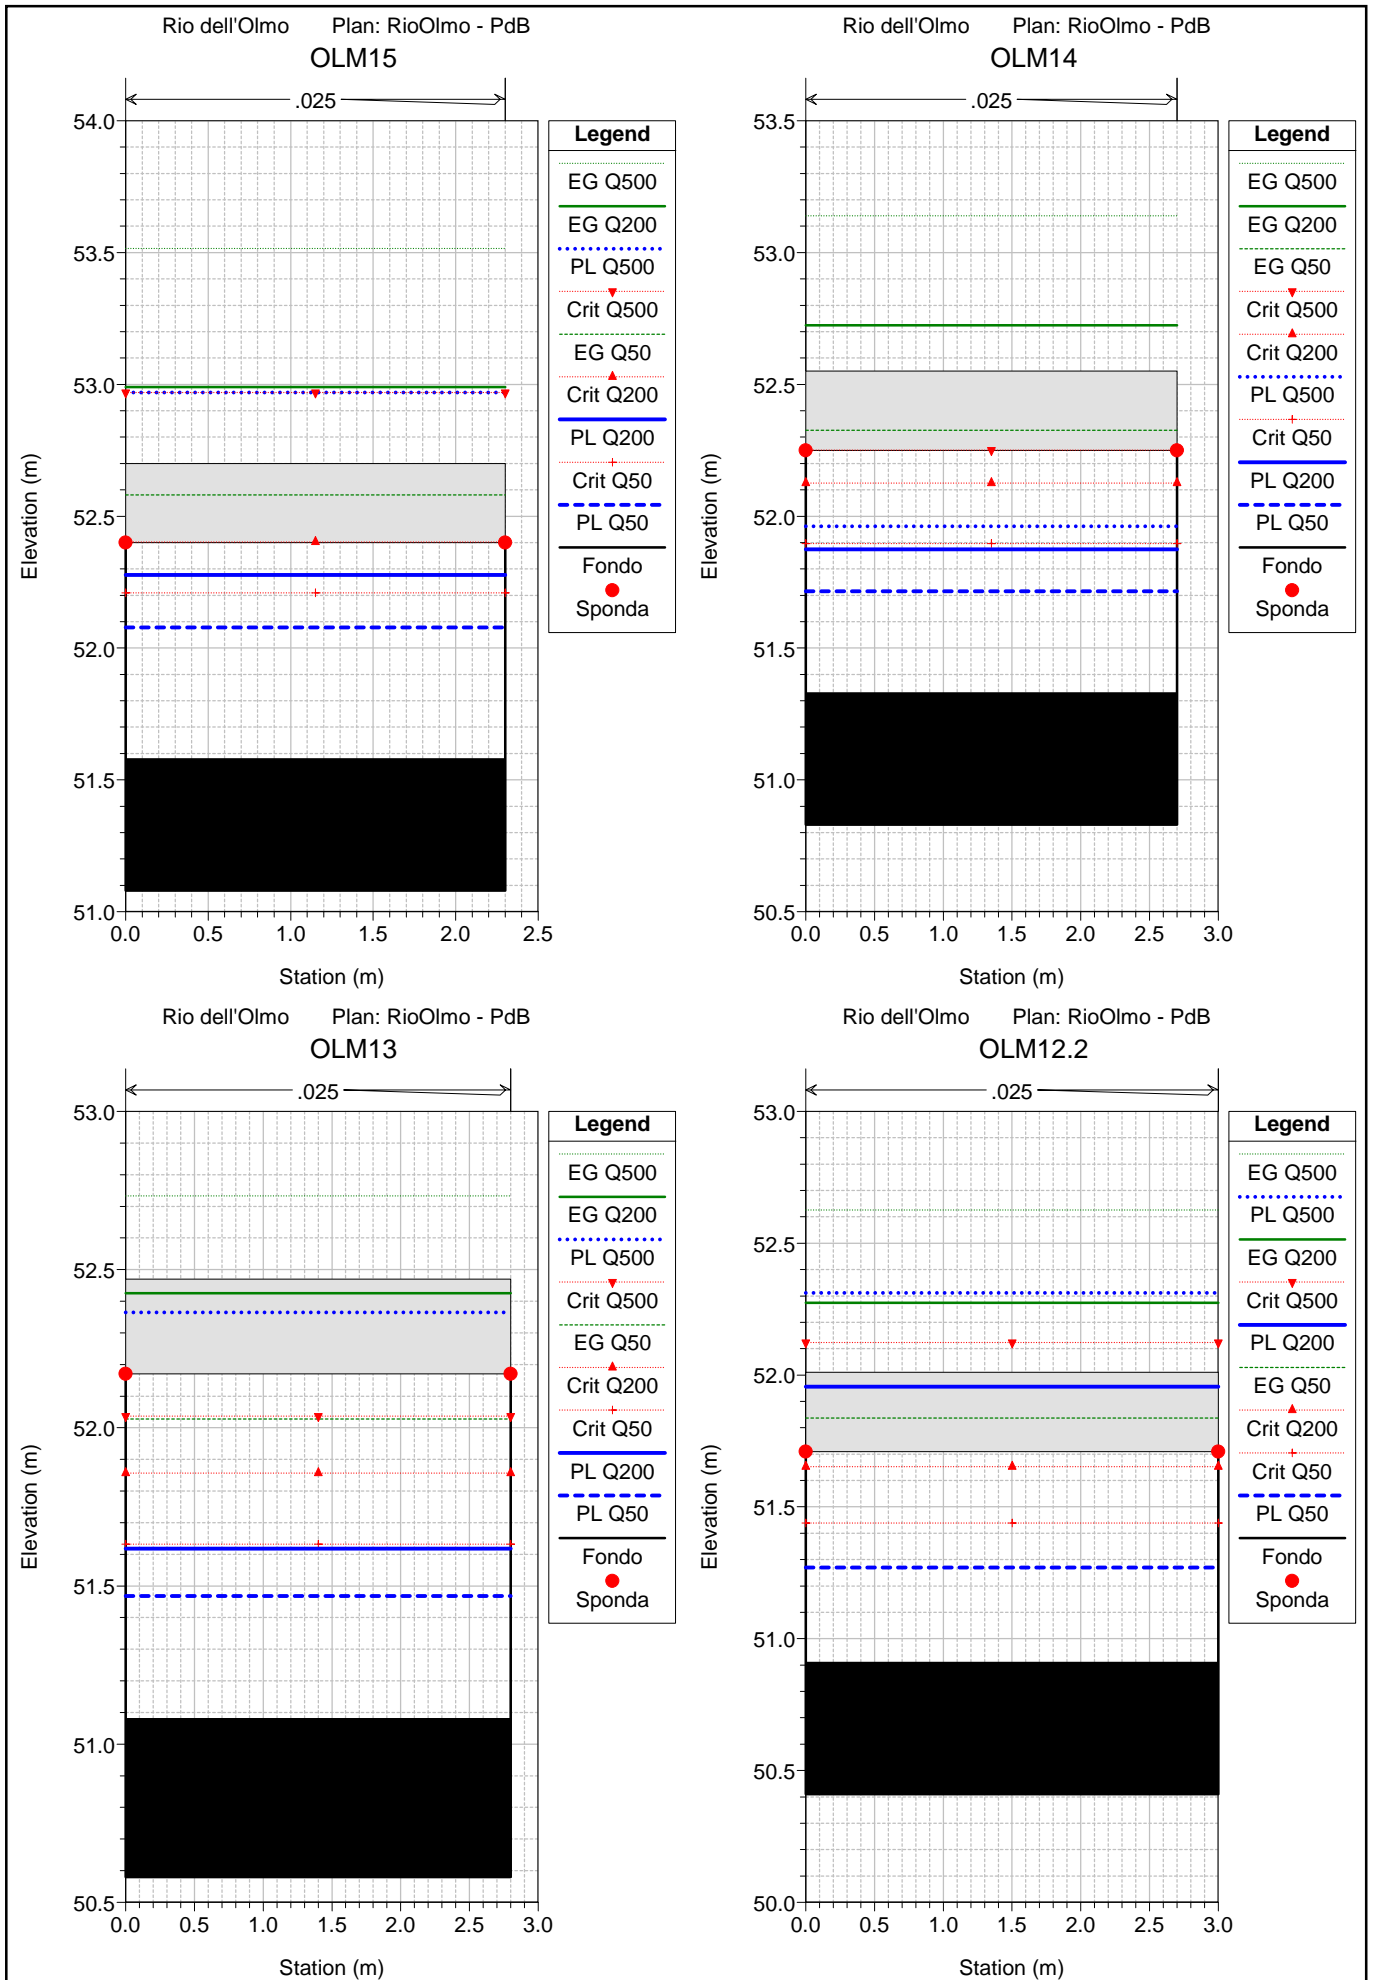 Rio dell'Olmo Plan: RioOlmo - PdB
OLM15
.025
54.0
53.5
53.0
52.5
52.0
51.5
51.0
Elevation (m)
0.0 0.5 1.0 1.5 2.0 2.5
Station (m)
Legend
EG Q500
EG Q200
PL Q500
Crit Q500
EG Q50
Crit Q200
PL Q200
Crit Q50
PL Q50
Fondo
Sponda
Rio dell'Olmo Plan: RioOlmo - PdB
OLM14
.025
53.5
53.0
52.5
52.0
51.5
51.0
50.5
Elevation (m)
0.0 0.5 1.0 1.5 2.0 2.5 3.0
Station (m)
Legend
EG Q500
EG Q200
EG Q50
Crit Q500
Crit Q200
PL Q500
Crit Q50
PL Q200
PL Q50
Fondo
Sponda
Rio dell'Olmo Plan: RioOlmo - PdB
OLM13
.025
53.0
52.5
52.0
51.5
51.0
50.5
Elevation (m)
0.0 0.5 1.0 1.5 2.0 2.5 3.0
Station (m)
Legend
EG Q500
EG Q200
PL Q500
Crit Q500
EG Q50
Crit Q200
Crit Q50
PL Q200
PL Q50
Fondo
Sponda
Rio dell'Olmo Plan: RioOlmo - PdB
OLM12.2
.025
53.0
52.5
52.0
51.5
51.0
50.5
50.0
Elevation (m)
0.0 0.5 1.0 1.5 2.0 2.5 3.0
Station (m)
Legend
EG Q500
PL Q500
EG Q200
Crit Q500
PL Q200
EG Q50
Crit Q200
Crit Q50
PL Q50
Fondo
Sponda